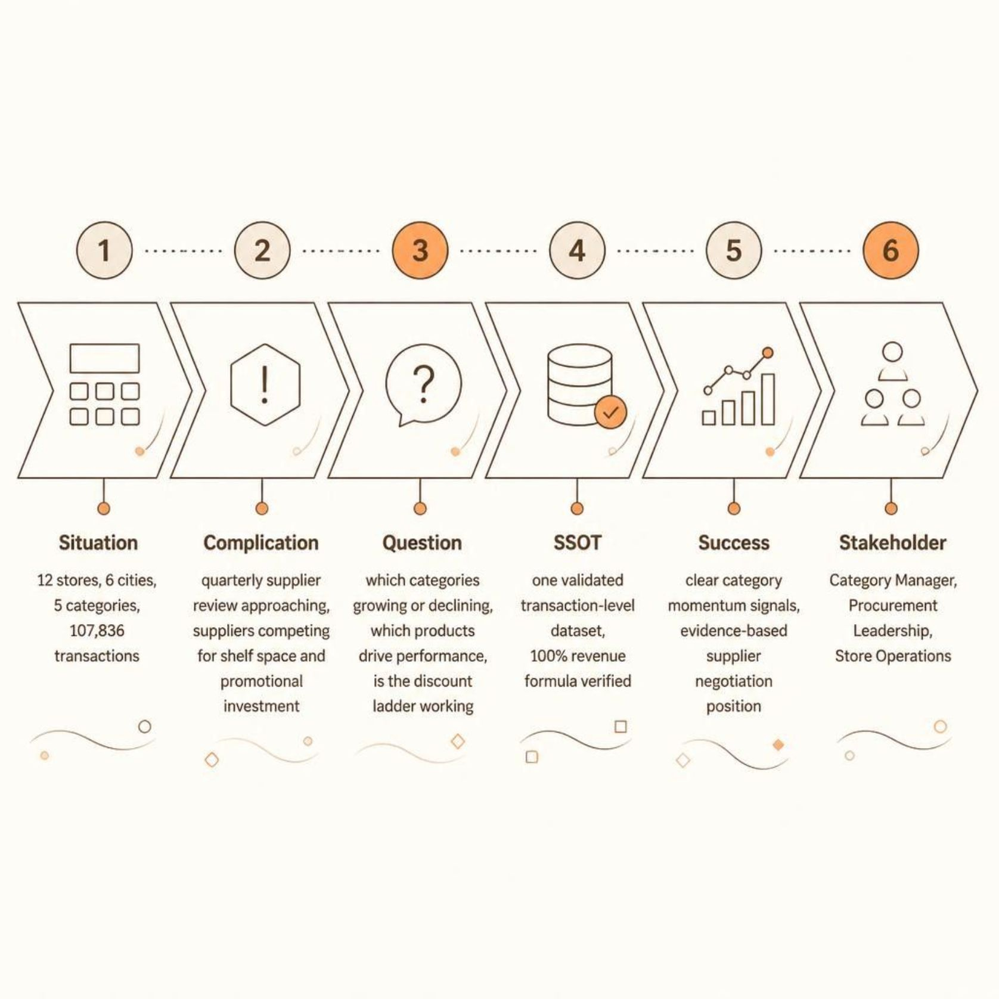 1
2
3
4
5
6
!
?
Situation
12 stores, 6 cities,
5 categories,
107,836
transactions
Complication
quarterly supplier
review approaching,
suppliers competing
for shelf space and
promotional
investment
Question
which categories
growing or declining,
which products
drive performance,
is the discount
ladder working
SSOT
one validated
transaction-level
dataset,
100% revenue
formula verified
Success
clear category
momentum signals,
evidence-based
supplier
negotiation
position
Stakeholder
Category Manager,
Procurement
Leadership,
Store Operations